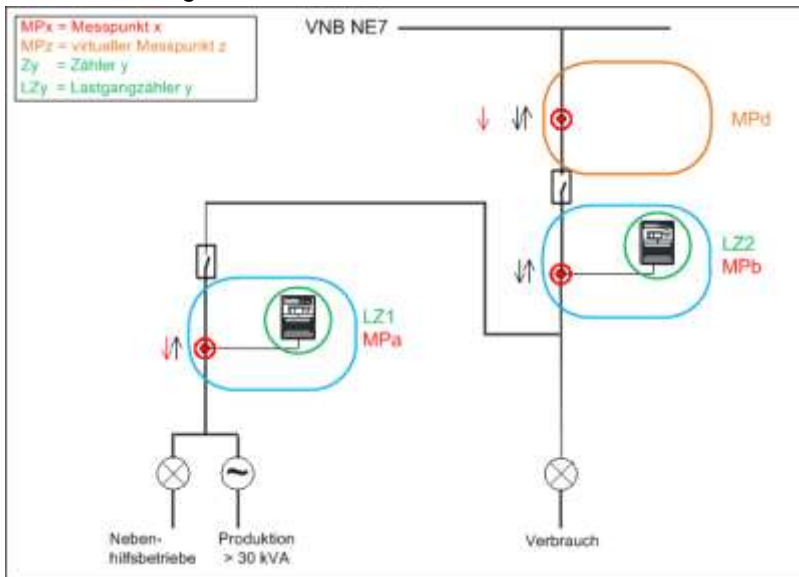 MPx = Messpunkt x
MPz = virtueller Messpunkt z
Zy = Zähler y
LZy = Lastgangzähler y
VNB NE7
MPd
LZ2
MPb
LZ1
MPa
Neben-
hilfsbetriebe
Produktion
> 30 kVA
Verbrauch